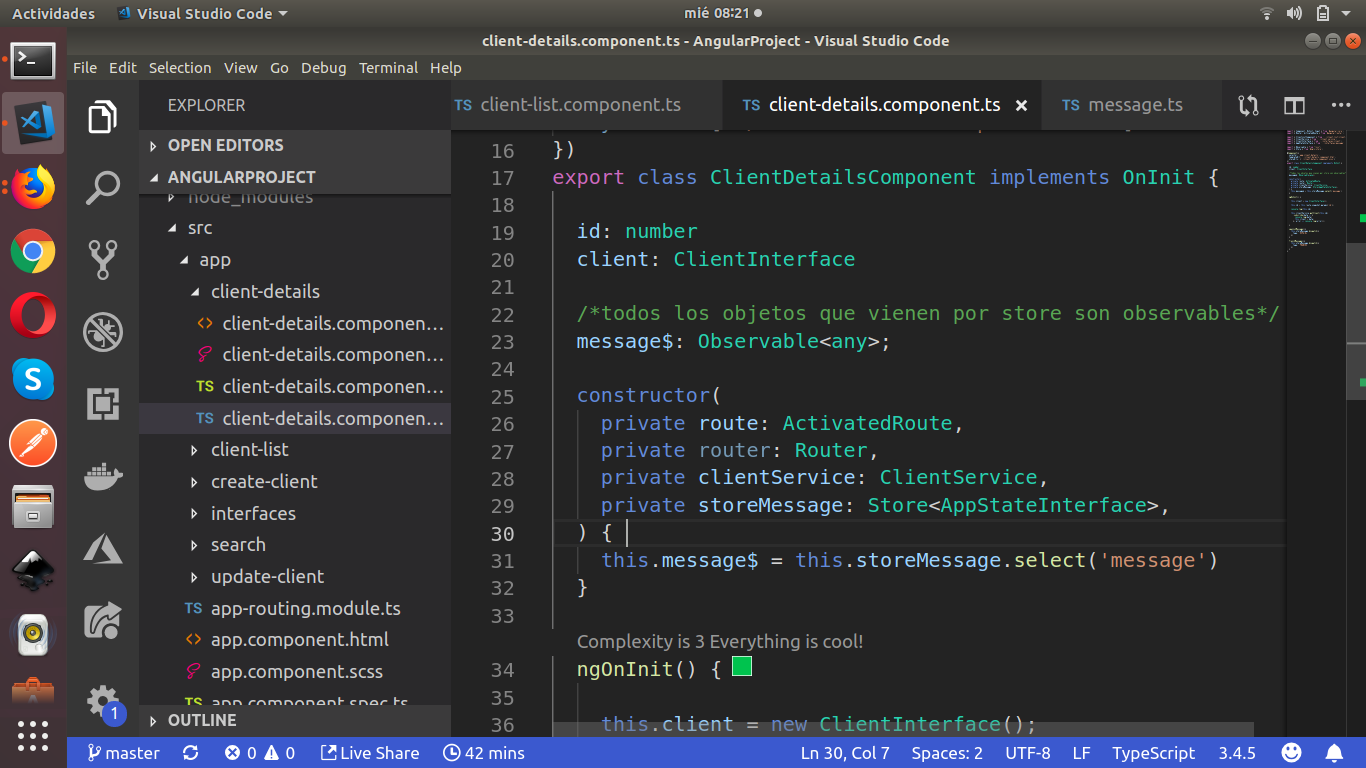 Actividades Visual Studio Code mié 08:21
client-details.component.ts - AngularProject - Visual Studio Code
File Edit Selection View Go Debug Terminal Help
EXPLORER
OPEN EDITORS
ANGULARPROJECT
node_modules
src
app
client-details
client-details.componen...
client-details.componen...
TS client-details.componen...
TS client-details.componen...
client-list
create-client
interfaces
search
update-client
TS app-routing.module.ts
app.component.html
app.component.scss
TS app.component.spec.ts
OUTLINE
1
TS client-list.component.ts TS client-details.component.ts × TS message.ts
16 })
17 export class ClientDetailsComponent implements OnInit {
18
19 id: number
20 client: ClientInterface
21
22 /*todos los objetos que vienen por store son observables*/
23 message$: Observable<any>;
24
25 constructor(
26 private route: ActivatedRoute,
27 private router: Router,
28 private clientService: ClientService,
29 private storeMessage: Store<AppStateInterface>,
30 ) {
31 this.message$ = this.storeMessage.select('message')
32 }
33
Complexity is 3 Everything is cool!
34 ngOnInit() {
35
36 this.client = new ClientInterface();
master 0 0 Live Share 42 mins Ln 30, Col 7 Spaces: 2 UTF-8 LF TypeScript 3.4.5